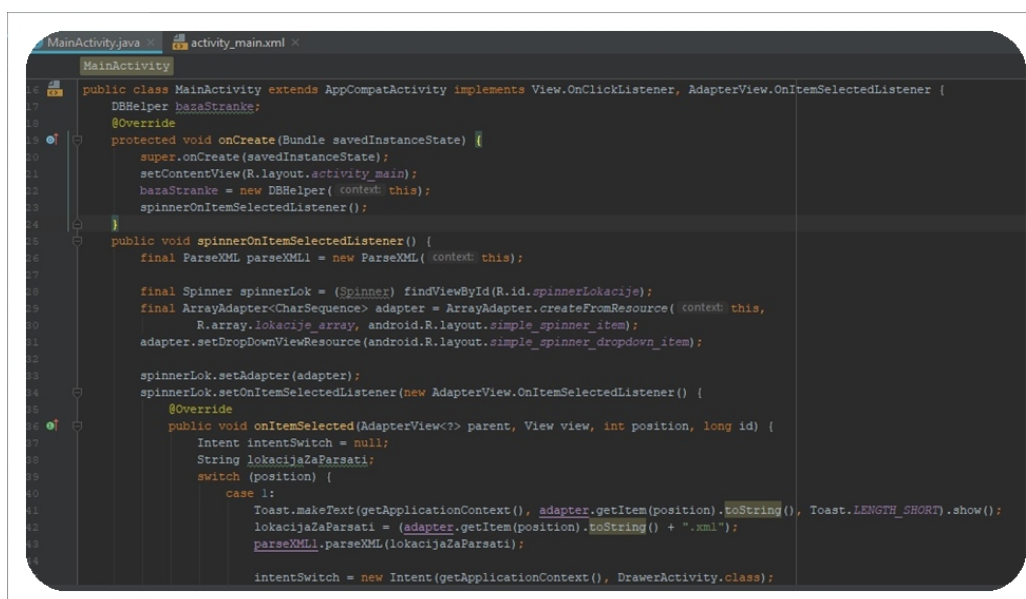 MainActivity.java × activity_main.xml ×
MainActivity
16 public class MainActivity extends AppCompatActivity implements View.OnClickListener, AdapterView.OnItemSelectedListener {
17 DBHelper bazaStranke;
18 @Override
19 protected void onCreate(Bundle savedInstanceState) {
20 super.onCreate(savedInstanceState);
21 setContentView(R.layout.activity_main);
22 bazaStranke = new DBHelper( context: this);
23 spinnerOnItemSelectedListener();
24 }
25 public void spinnerOnItemSelectedListener() {
26 final ParseXML parseXML1 = new ParseXML( context: this);
27
28 final Spinner spinnerLok = (Spinner) findViewById(R.id.spinnerLokacije);
29 final ArrayAdapter<CharSequence> adapter = ArrayAdapter.createFromResource( context: this,
30 R.array.lokacije_array, android.R.layout.simple_spinner_item);
31 adapter.setDropDownViewResource(android.R.layout.simple_spinner_dropdown_item);
32
33 spinnerLok.setAdapter(adapter);
34 spinnerLok.setOnItemSelectedListener(new AdapterView.OnItemSelectedListener() {
35 @Override
36 public void onItemSelected(AdapterView<?> parent, View view, int position, long id) {
37 Intent intentSwitch = null;
38 String lokacijaZaParsati;
39 switch (position) {
40 case 1:
41 Toast.makeText(getApplicationContext(), adapter.getItem(position).toString(), Toast.LENGTH_SHORT).show();
42 lokacijaZaParsati = (adapter.getItem(position).toString() + ".xml");
43 parseXML1.parseXML(lokacijaZaParsati);
44
intentSwitch = new Intent(getApplicationContext(), DrawerActivity.class);